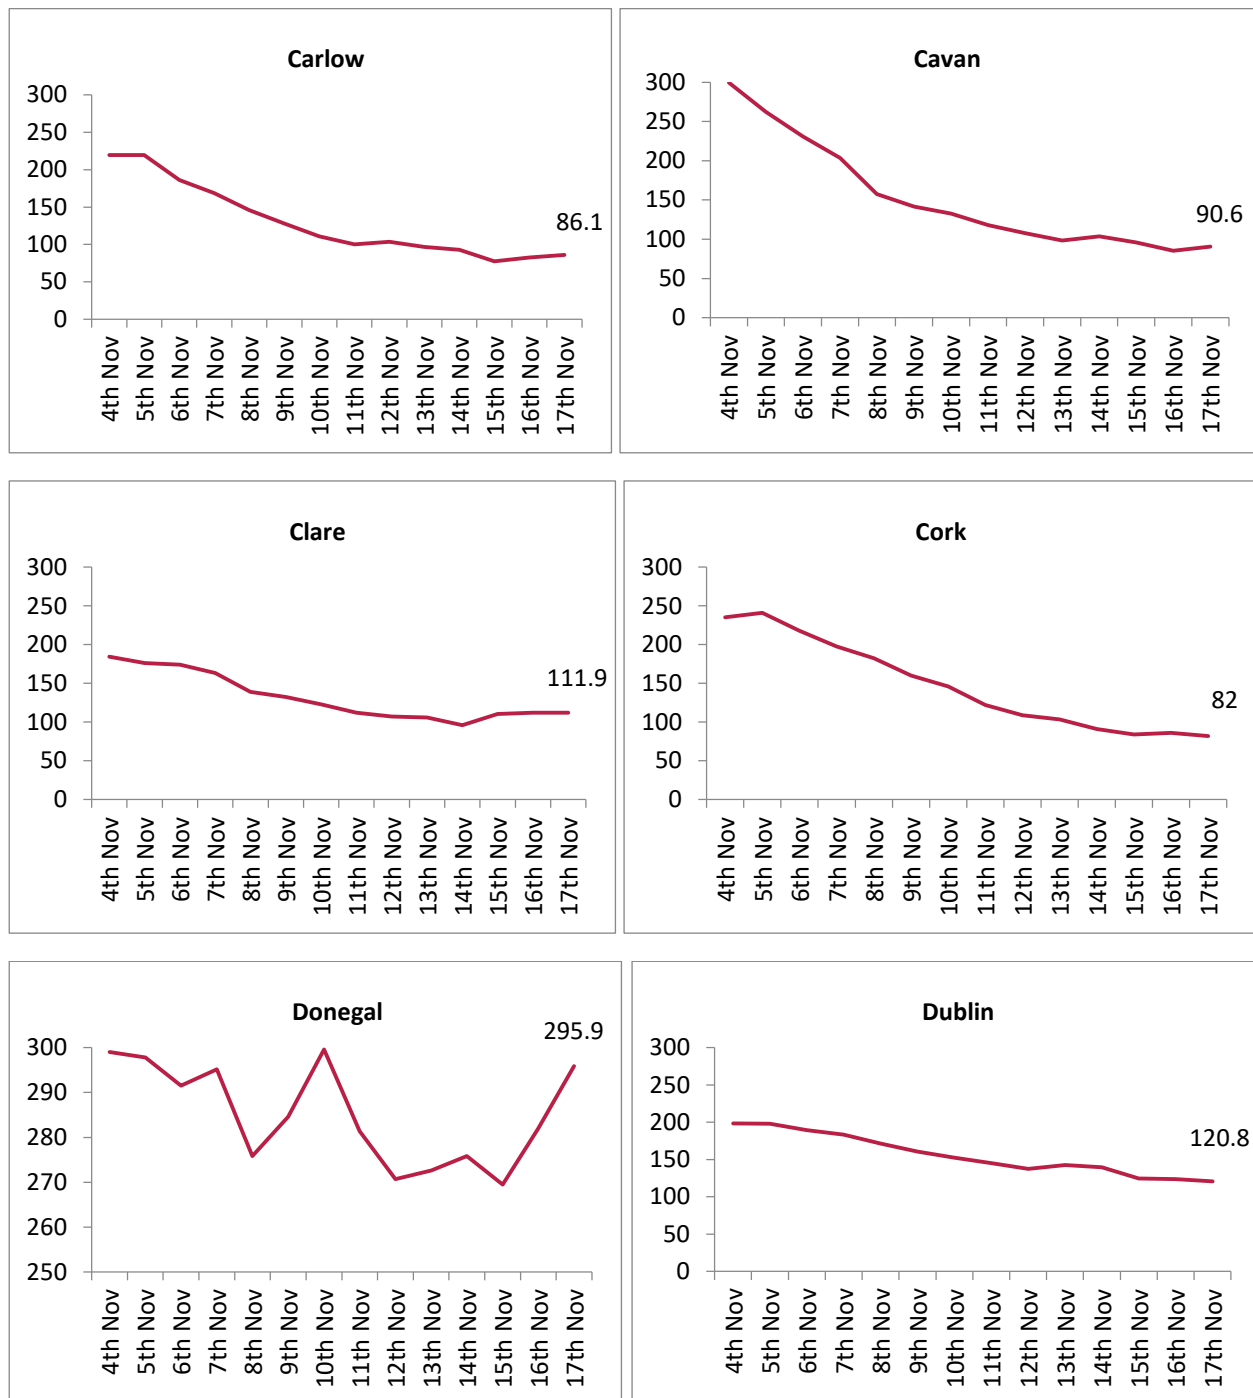 Carlow
300
250
200
150
100
50
0
86.1
4th Nov
5th Nov
6th Nov
7th Nov
8th Nov
9th Nov
10th Nov
11th Nov
12th Nov
13th Nov
14th Nov
15th Nov
16th Nov
17th Nov
Cavan
300
250
200
150
100
50
0
90.6
4th Nov
5th Nov
6th Nov
7th Nov
8th Nov
9th Nov
10th Nov
11th Nov
12th Nov
13th Nov
14th Nov
15th Nov
16th Nov
17th Nov
Clare
300
250
200
150
100
50
0
111.9
4th Nov
5th Nov
6th Nov
7th Nov
8th Nov
9th Nov
10th Nov
11th Nov
12th Nov
13th Nov
14th Nov
15th Nov
16th Nov
17th Nov
Cork
300
250
200
150
100
50
0
82
4th Nov
5th Nov
6th Nov
7th Nov
8th Nov
9th Nov
10th Nov
11th Nov
12th Nov
13th Nov
14th Nov
15th Nov
16th Nov
17th Nov
Donegal
295.9
300
290
280
270
260
250
4th Nov
5th Nov
6th Nov
7th Nov
8th Nov
9th Nov
10th Nov
11th Nov
12th Nov
13th Nov
14th Nov
15th Nov
16th Nov
17th Nov
Dublin
300
250
200
150
100
50
0
120.8
4th Nov
5th Nov
6th Nov
7th Nov
8th Nov
9th Nov
10th Nov
11th Nov
12th Nov
13th Nov
14th Nov
15th Nov
16th Nov
17th Nov